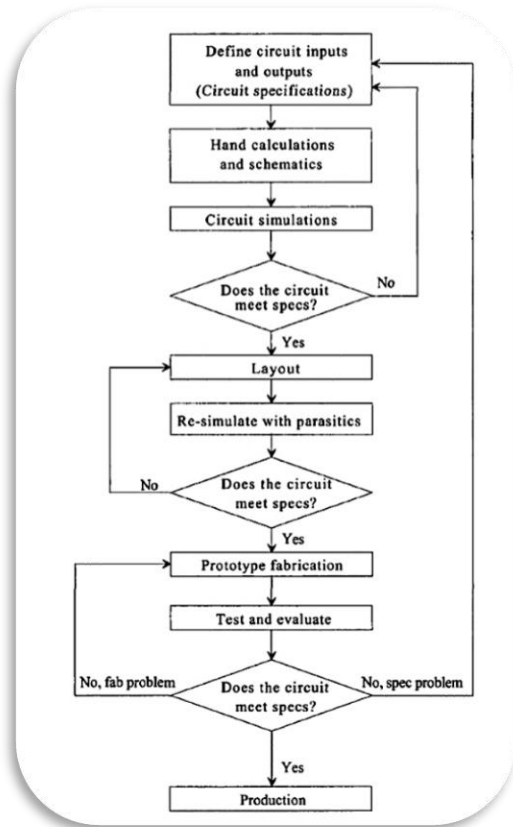 Define circuit inputs
and outputs
(Circuit specifications)
Hand calculations
and schematics
Circuit simulations
No
Does the circuit
meet specs?
Yes
Layout
Re-simulate with parasitics
Does the circuit
meet specs?
No
Yes
Prototype fabrication
Test and evaluate
No, fab problem
No, spec problem
Does the circuit
meet specs?
Yes
Production